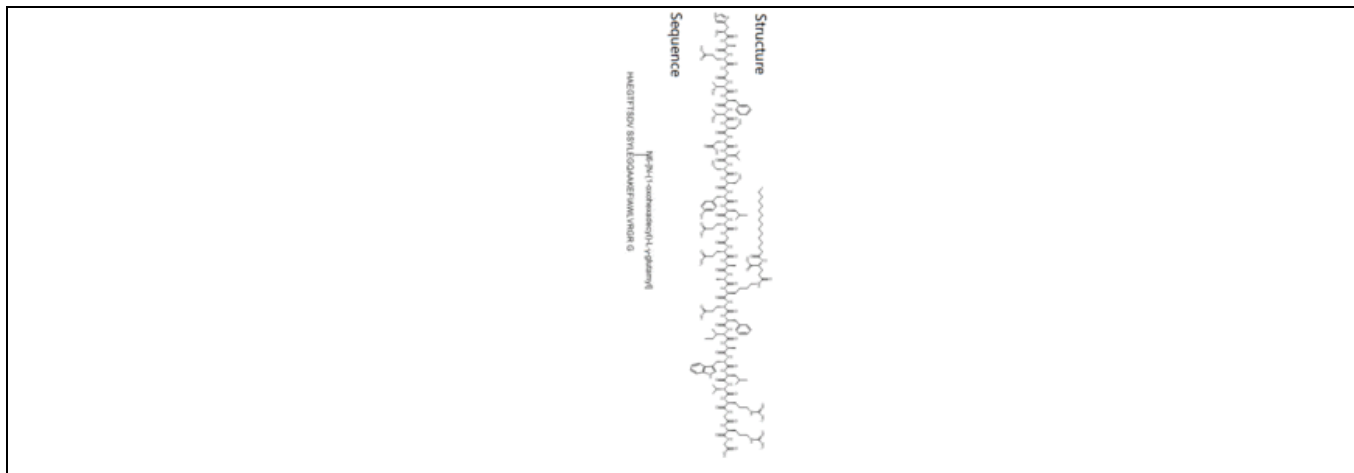 Structure
Sequence
N6-[N-(1-oxohexadecyl)-L-γ-glutamyl]
HAEGTFTSDV SSYLEGQAAKEFIAWLVRGR G